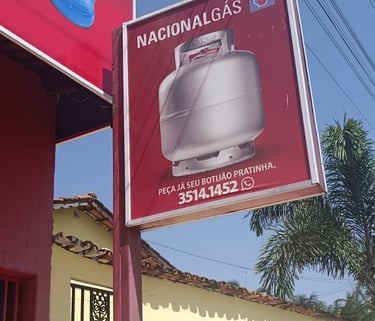 NACIONALGÁS
PEÇA JÁ SEU BOTIJÃO PRATINHA.
3514.1452